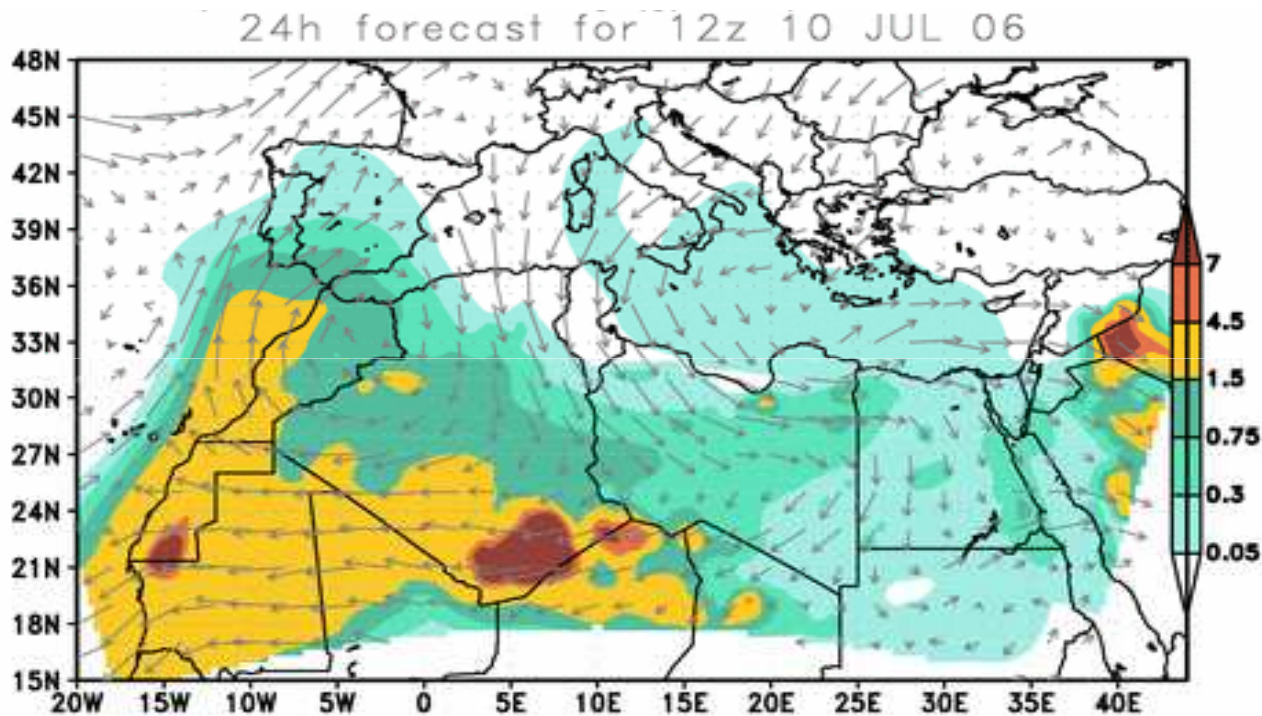 24h forecast for 12z 10 JUL 06
48N
45N
42N
39N
36N
33N
30N
27N
24N
21N
18N
15N
20W 15W 10W 5W 0 5E 10E 15E 20E 25E 30E 35E 40E
7
4.5
1.5
0.75
0.3
0.05